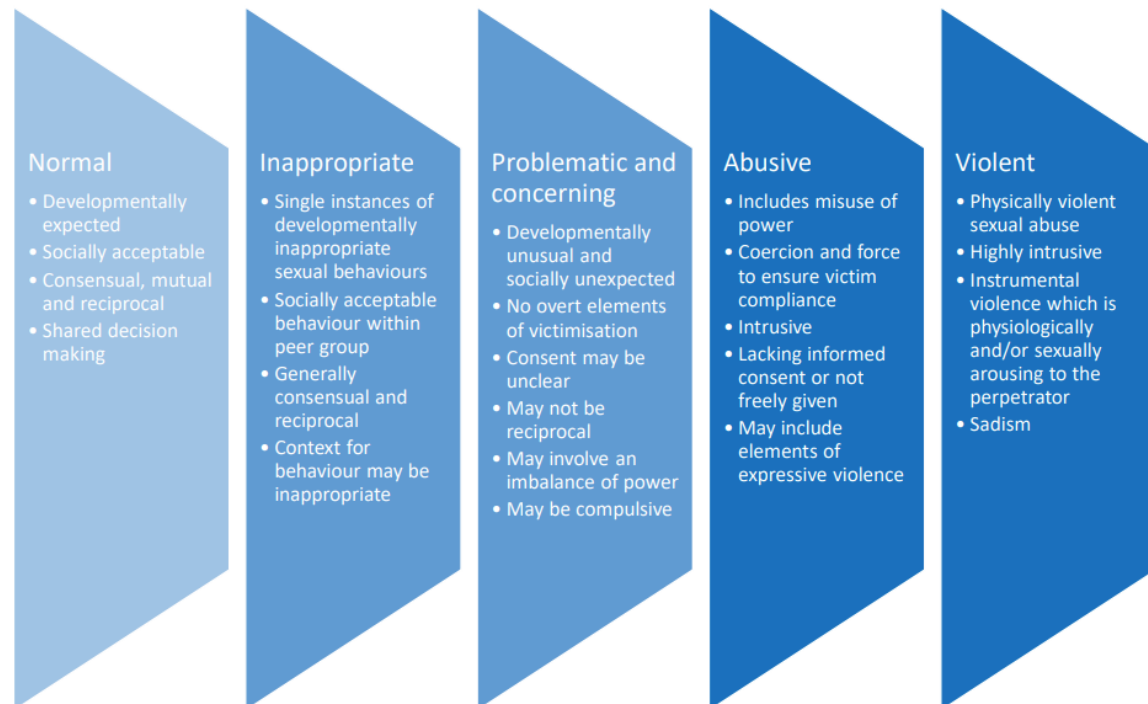 Normal
• Developmentally
expected
• Socially acceptable
• Consensual, mutual
and reciprocal
• Shared decision
making
Inappropriate
• Single instances of
developmentally
inappropriate
sexual behaviours
• Socially acceptable
behaviour within
peer group
• Generally
consensual and
reciprocal
• Context for
behaviour may be
inappropriate
Problematic and
concerning
• Developmentally
unusual and
socially unexpected
• No overt elements
of victimisation
• Consent may be
unclear
• May not be
reciprocal
• May involve an
imbalance of power
• May be compulsive
Abusive
• Includes misuse of
power
• Coercion and force
to ensure victim
compliance
• Intrusive
• Lacking informed
consent or not
freely given
• May include
elements of
expressive violence
Violent
• Physically violent
sexual abuse
• Highly intrusive
• Instrumental
violence which is
physiologically
and/or sexually
arousing to the
perpetrator
• Sadism